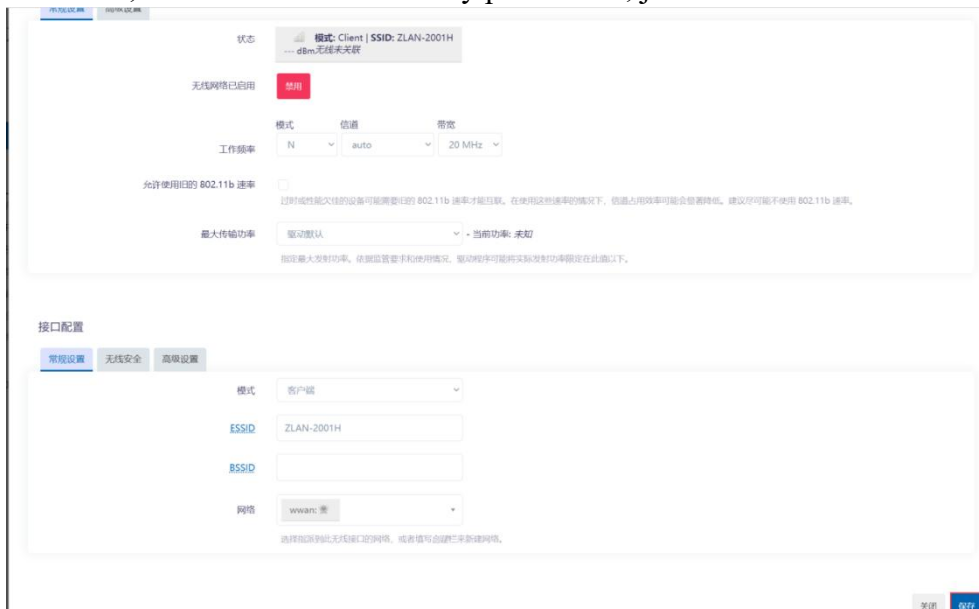 常规设置 高级设置
状态
模式: Client | SSID: ZLAN-2001H
--- dBm无线未关联
无线网络已启用
禁用
模式 信道 带宽
工作频率
N auto 20 MHz
允许使用旧的 802.11b 速率
过时或性能欠佳的设备可能需要旧的 802.11b 速率才能互联。在使用这些速率的情况下，信道占用效率可能会显著降低。建议尽可能不使用 802.11b 速率。
最大传输功率
驱动默认
- 当前功率: 未知
指定最大发射功率。依据监管要求和使用情况，驱动程序可能将实际发射功率限定在此值以下。
接口配置
常规设置 无线安全 高级设置
模式 客户端
ESSID ZLAN-2001H
BSSID
网络 wwan:
选择指派到此无线接口的网络，或者填写创建栏来新建网络。
关闭 保存